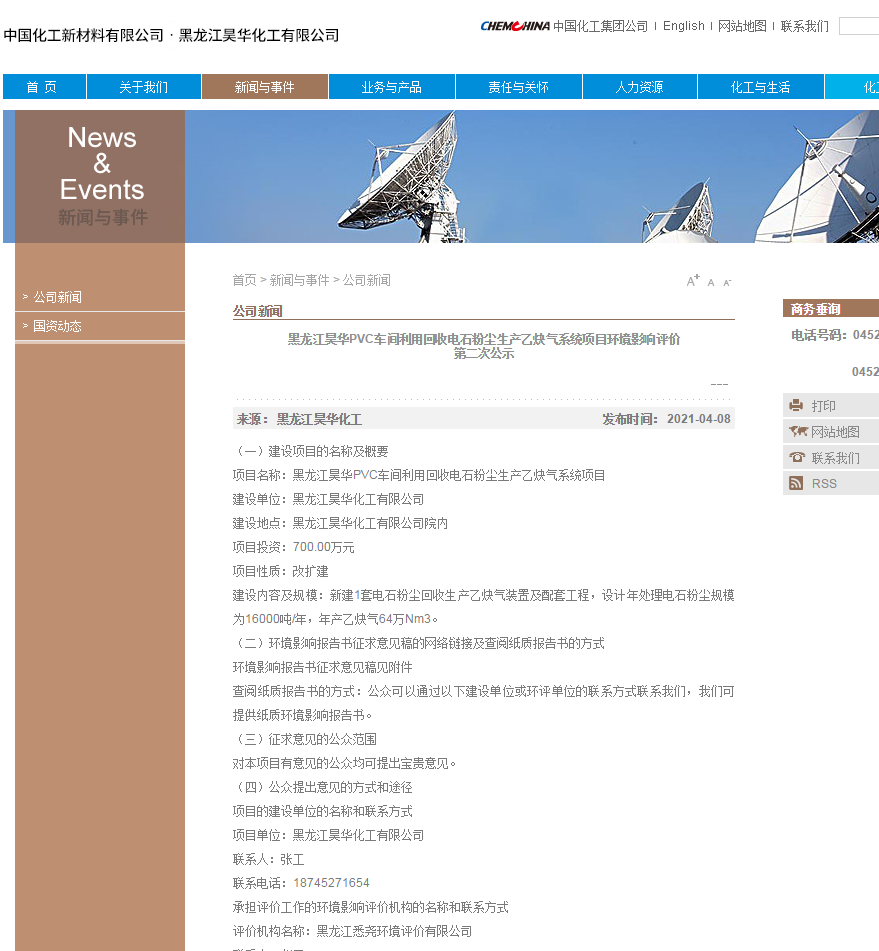 中国化工新材料有限公司 · 黑龙江昊华化工有限公司
CHEMCHINA 中国化工集团公司 | English | 网站地图 | 联系我们
首 页 关于我们 新闻与事件 业务与产品 责任与关怀 人力资源 化工与生活 化工
News
&
Events
新闻与事件
> 公司新闻
> 国资动态
首页 > 新闻与事件 > 公司新闻
A+ A A-
公司新闻
黑龙江昊华PVC车间利用回收电石粉尘生产乙炔气系统项目环境影响评价
第二次公示
---
来源： 黑龙江昊华化工 发布时间： 2021-04-08
（一）建设项目的名称及概要
项目名称：黑龙江昊华PVC车间利用回收电石粉尘生产乙炔气系统项目
建设单位：黑龙江昊华化工有限公司
建设地点：黑龙江昊华化工有限公司院内
项目投资：700.00万元
项目性质：改扩建
建设内容及规模：新建1套电石粉尘回收生产乙炔气装置及配套工程，设计年处理电石粉尘规模
为16000吨/年，年产乙炔气64万Nm3。
（二）环境影响报告书征求意见稿的网络链接及查阅纸质报告书的方式
环境影响报告书征求意见稿见附件
查阅纸质报告书的方式：公众可以通过以下建设单位或环评单位的联系方式联系我们，我们可
提供纸质环境影响报告书。
（三）征求意见的公众范围
对本项目有意见的公众均可提出宝贵意见。
（四）公众提出意见的方式和途径
项目的建设单位的名称和联系方式
项目单位：黑龙江昊华化工有限公司
联系人：张工
联系电话：18745271654
承担评价工作的环境影响评价机构的名称和联系方式
评价机构名称：黑龙江悉尧环境评价有限公司
商务垂询
电话号码：0452
0452
打印
网站地图
联系我们
RSS